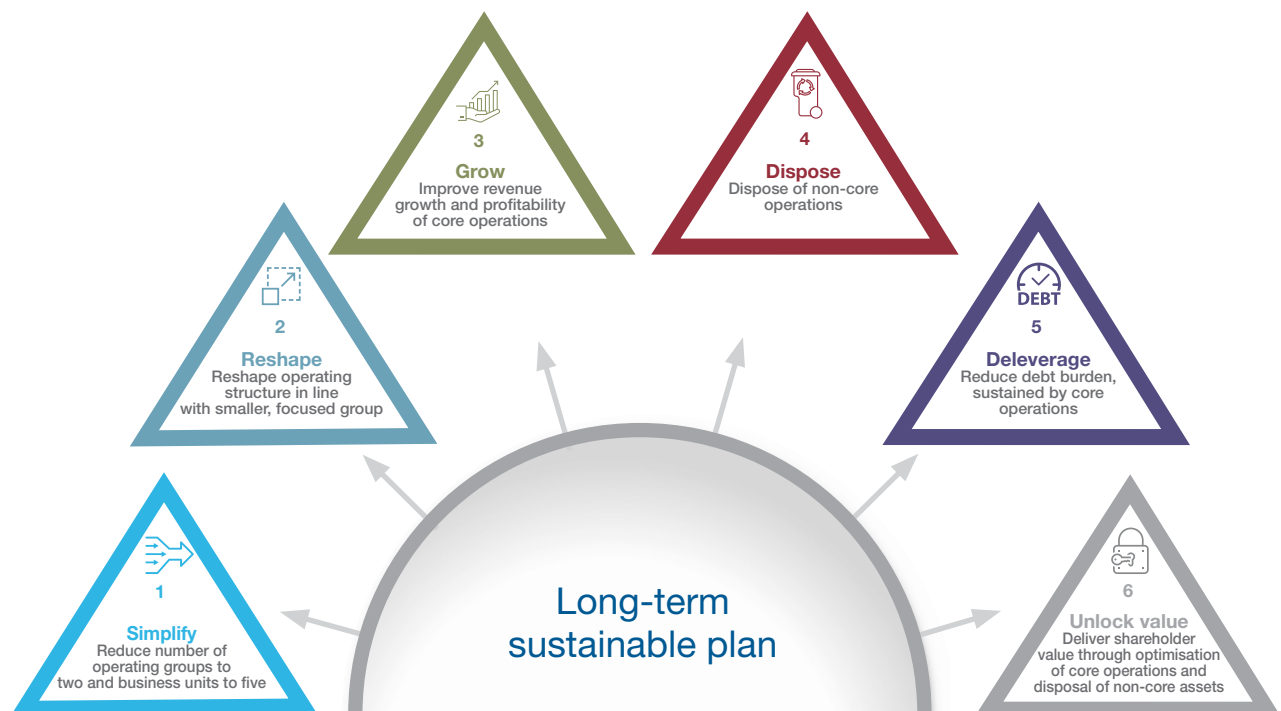 1
Simplify
Reduce number of
operating groups to
two and business units to five
2
Reshape
Reshape operating
structure in line
with smaller, focused group
3
Grow
Improve revenue
growth and profitability
of core operations
4
Dispose
Dispose of non-core
operations
DEBT
5
Deleverage
Reduce debt burden,
sustained by core
operations
6
Unlock value
Deliver shareholder
value through optimisation
of core operations and
disposal of non-core assets
Long-term
sustainable plan